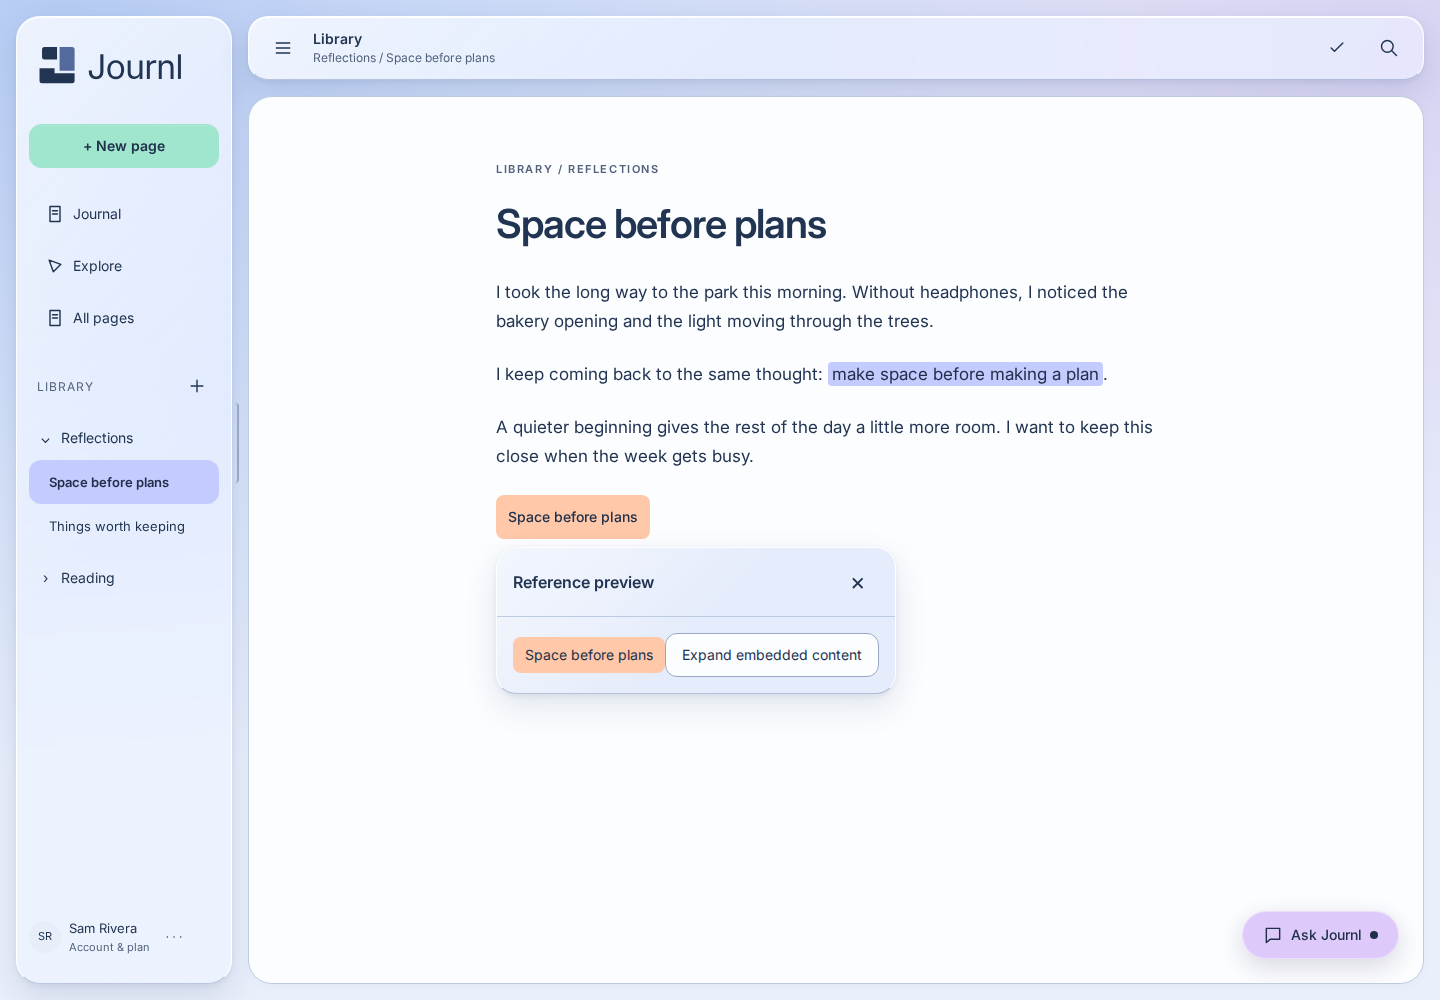 Journl
+ New page
Journal
Explore
All pages
LIBRARY
Reflections
Space before plans
Things worth keeping
Reading
SR
Sam Rivera
Account & plan
...
Library
Reflections / Space before plans
LIBRARY / REFLECTIONS
Space before plans
I took the long way to the park this morning. Without headphones, I noticed the
bakery opening and the light moving through the trees.
I keep coming back to the same thought: make space before making a plan.
A quieter beginning gives the rest of the day a little more room. I want to keep this
close when the week gets busy.
Space before plans
Reference preview
Space before plans
Expand embedded content
Ask Journl